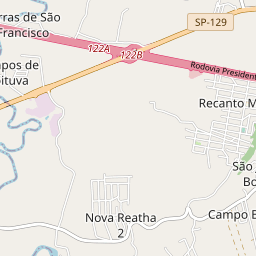 rras de São
Francisco
SP-129
122A
122B
Rodovia President
pos de
oituva
Recanto M
São J
Bo
Nova Reatha
2
Campo E